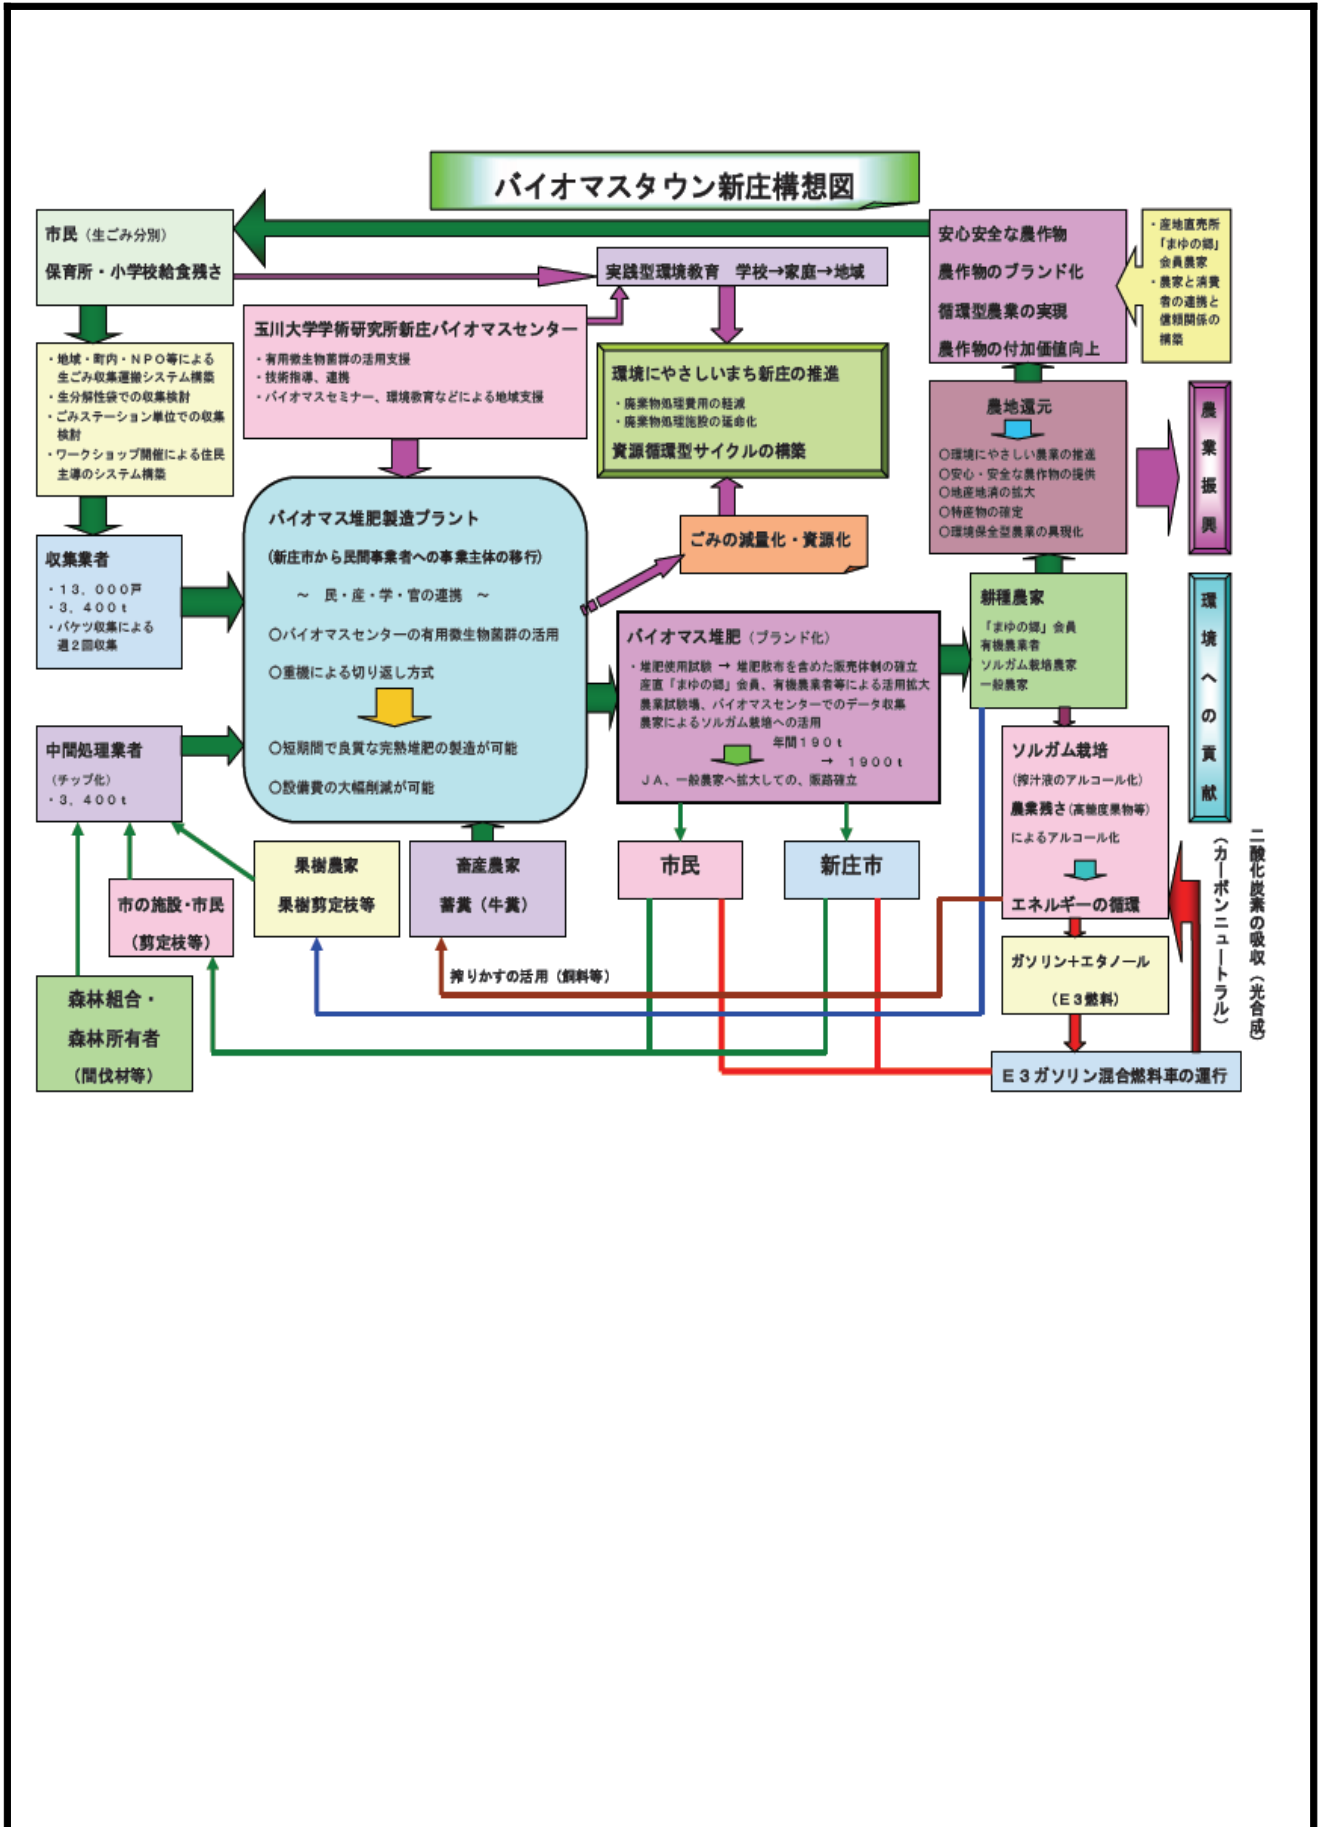 バイオマスタウン新庄構想図
市民(生ごみ分別)
保育所・小学校給食残さ
・地域・町内・NPO等による
生ごみ収集運搬システム構築
・生分解性袋での収集検討
・ごみステーション単位での収集
検討
・ワークショップ開催による住民
主導のシステム構築
収集業者
・13,000戸
・3,400t
・バケツ収集による
週2回収集
中間処理業者
(チップ化)
・3,400t
市の施設・市民
(剪定枝等)
森林組合・
森林所有者
(間伐材等)
玉川大学学術研究所新庄バイオマスセンター
・有用微生物菌群の活用支援
・技術指導、連携
・バイオマスセミナー、環境教育などによる地域支援
バイオマス堆肥製造プラント
(新庄市から民間事業者への事業主体の移行)
~ 民・産・学・官の連携 ~
○バイオマスセンターの有用微生物菌群の活用
○重機による切り返し方式
○短期間で良質な完熟堆肥の製造が可能
○設備費の大幅削減が可能
果樹農家
果樹剪定枝等
畜産農家
蓄糞(牛糞)
搾りかすの活用(飼料等)
実践型環境教育 学校→家庭→地域
環境にやさしいまち新庄の推進
・廃棄物処理費用の軽減
・廃棄物処理施設の延命化
資源循環型サイクルの構築
ごみの減量化・資源化
バイオマス堆肥(ブランド化)
・堆肥使用試験 → 堆肥散布を含めた販売体制の確立
産直「まゆの郷」会員、有機農業者等による活用拡大
農業試験場、バイオマスセンターでのデータ収集
農家によるソルガム栽培への活用
年間190t
→ 1900t
JA、一般農家へ拡大しての、販路確立
市民
新庄市
安心安全な農作物
農作物のブランド化
循環型農業の実現
農作物の付加価値向上
・産地直売所
「まゆの郷」
会員農家
・農家と消費
者の連携と
信頼関係の
構築
農地還元
○環境にやさしい農業の推進
○安心・安全な農作物の提供
○地産地消の拡大
○特産物の確定
○環境保全型農業の具現化
農業振興
耕種農家
「まゆの郷」会員
有機農業者
ソルガム栽培農家
一般農家
環境への貢献
ソルガム栽培
(搾汁液のアルコール化)
農業残さ(高糖度果物等)
によるアルコール化
エネルギーの循環
ガソリン+エタノール
(E3燃料)
E3ガソリン混合燃料車の運行
二酸化炭素の吸収(光合成)
(カーボンニュートラル)